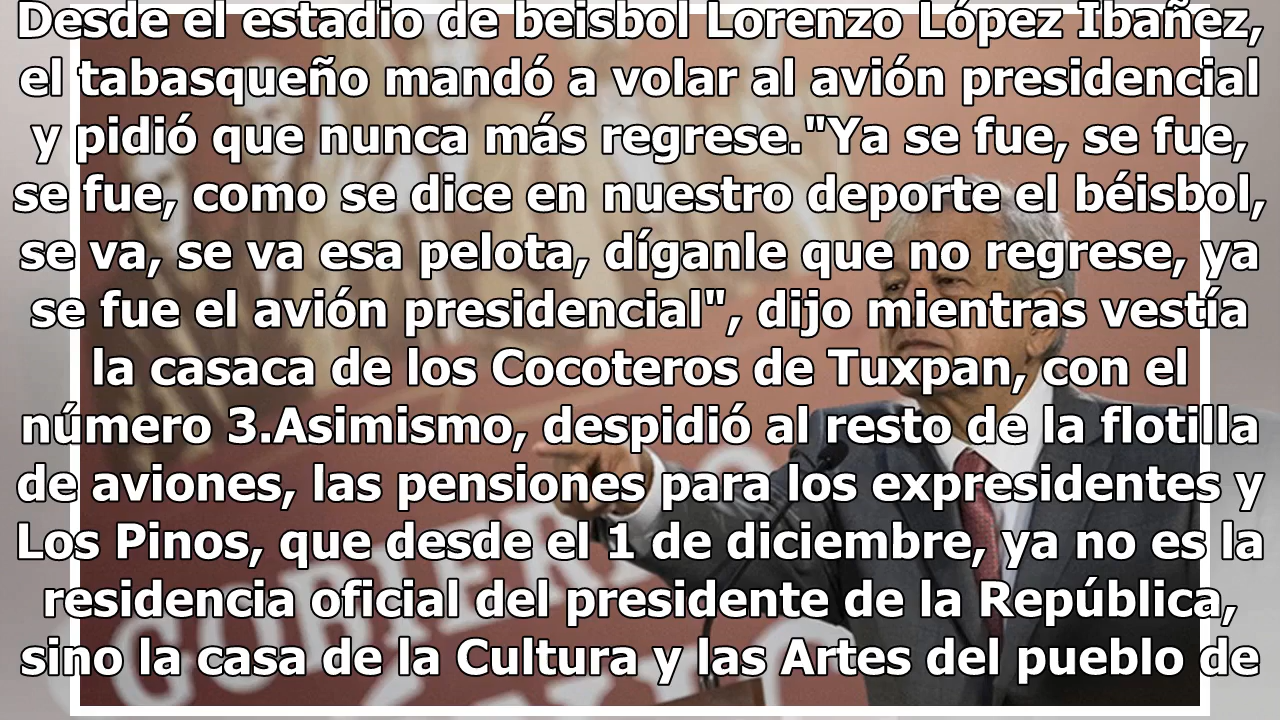 Desde el estadio de beisbol Lorenzo López Ibañez,
el tabasqueño mandó a volar al avión presidencial
y pidió que nunca más regrese."Ya se fue, se fue,
se fue, como se dice en nuestro deporte el béisbol,
se va, se va esa pelota, díganle que no regrese, ya
se fue el avión presidencial", dijo mientras vestía
la casaca de los Cocoteros de Tuxpan, con el
número 3.Asimismo, despidió al resto de la flotilla
de aviones, las pensiones para los expresidentes y
Los Pinos, que desde el 1 de diciembre, ya no es la
residencia oficial del presidente de la República,
sino la casa de la Cultura y las Artes del pueblo de
GOBIERNO